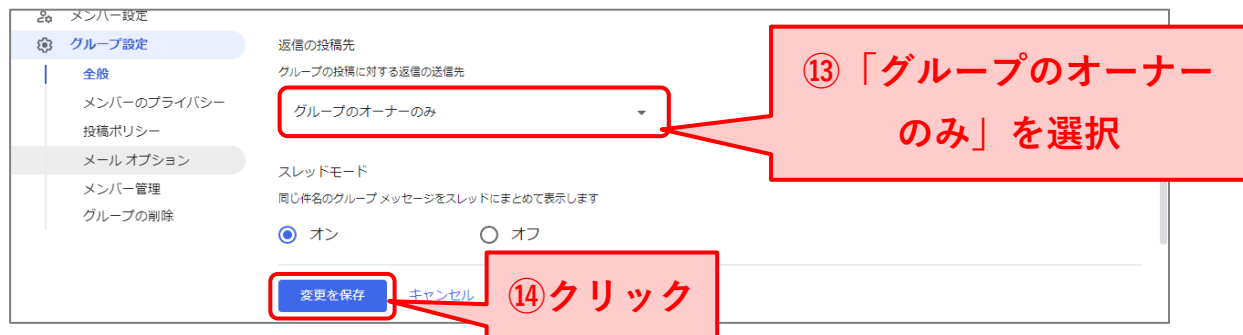 メンバー設定
グループ設定
全般
メンバーのプライバシー
投稿ポリシー
メール オプション
メンバー管理
グループの削除
返信の投稿先
グループの投稿に対する返信の送信先
グループのオーナーのみ
⑬「グループのオーナー
のみ」を選択
スレッドモード
同じ件名のグループ メッセージをスレッドにまとめて表示します
オン
オフ
変更を保存
キャンセル
⑭クリック